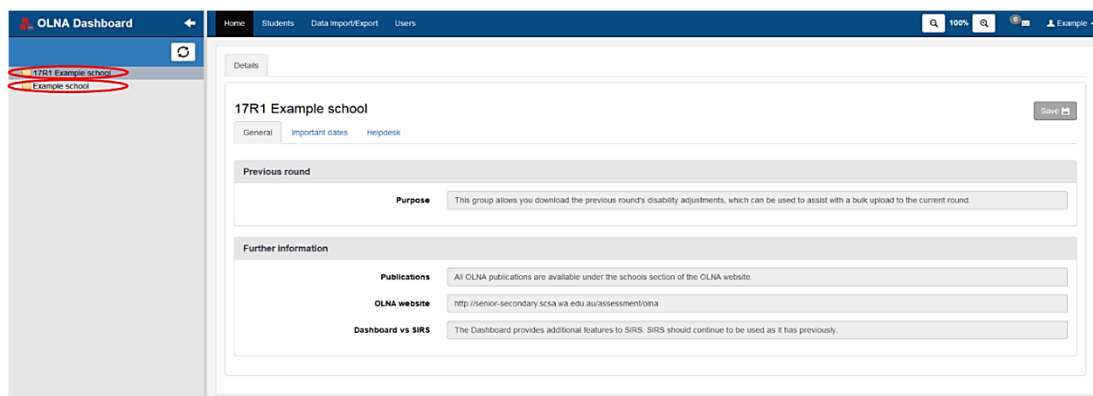 OLNA Dashboard
Home Students Data Import/Export Users
100%
0
Example
17R1 Example school
Example school
Details
17R1 Example school
Save
General Important dates Helpdesk
Previous round
Purpose This group allows you download the previous round's disability adjustments, which can be used to assist with a bulk upload to the current round.
Further information
Publications All OLNA publications are available under the schools section of the OLNA website.
OLNA website http://senior-secondary.scsa.wa.edu.au/assessment/olna
Dashboard vs SIRS The Dashboard provides additional features to SIRS. SIRS should continue to be used as it has previously.